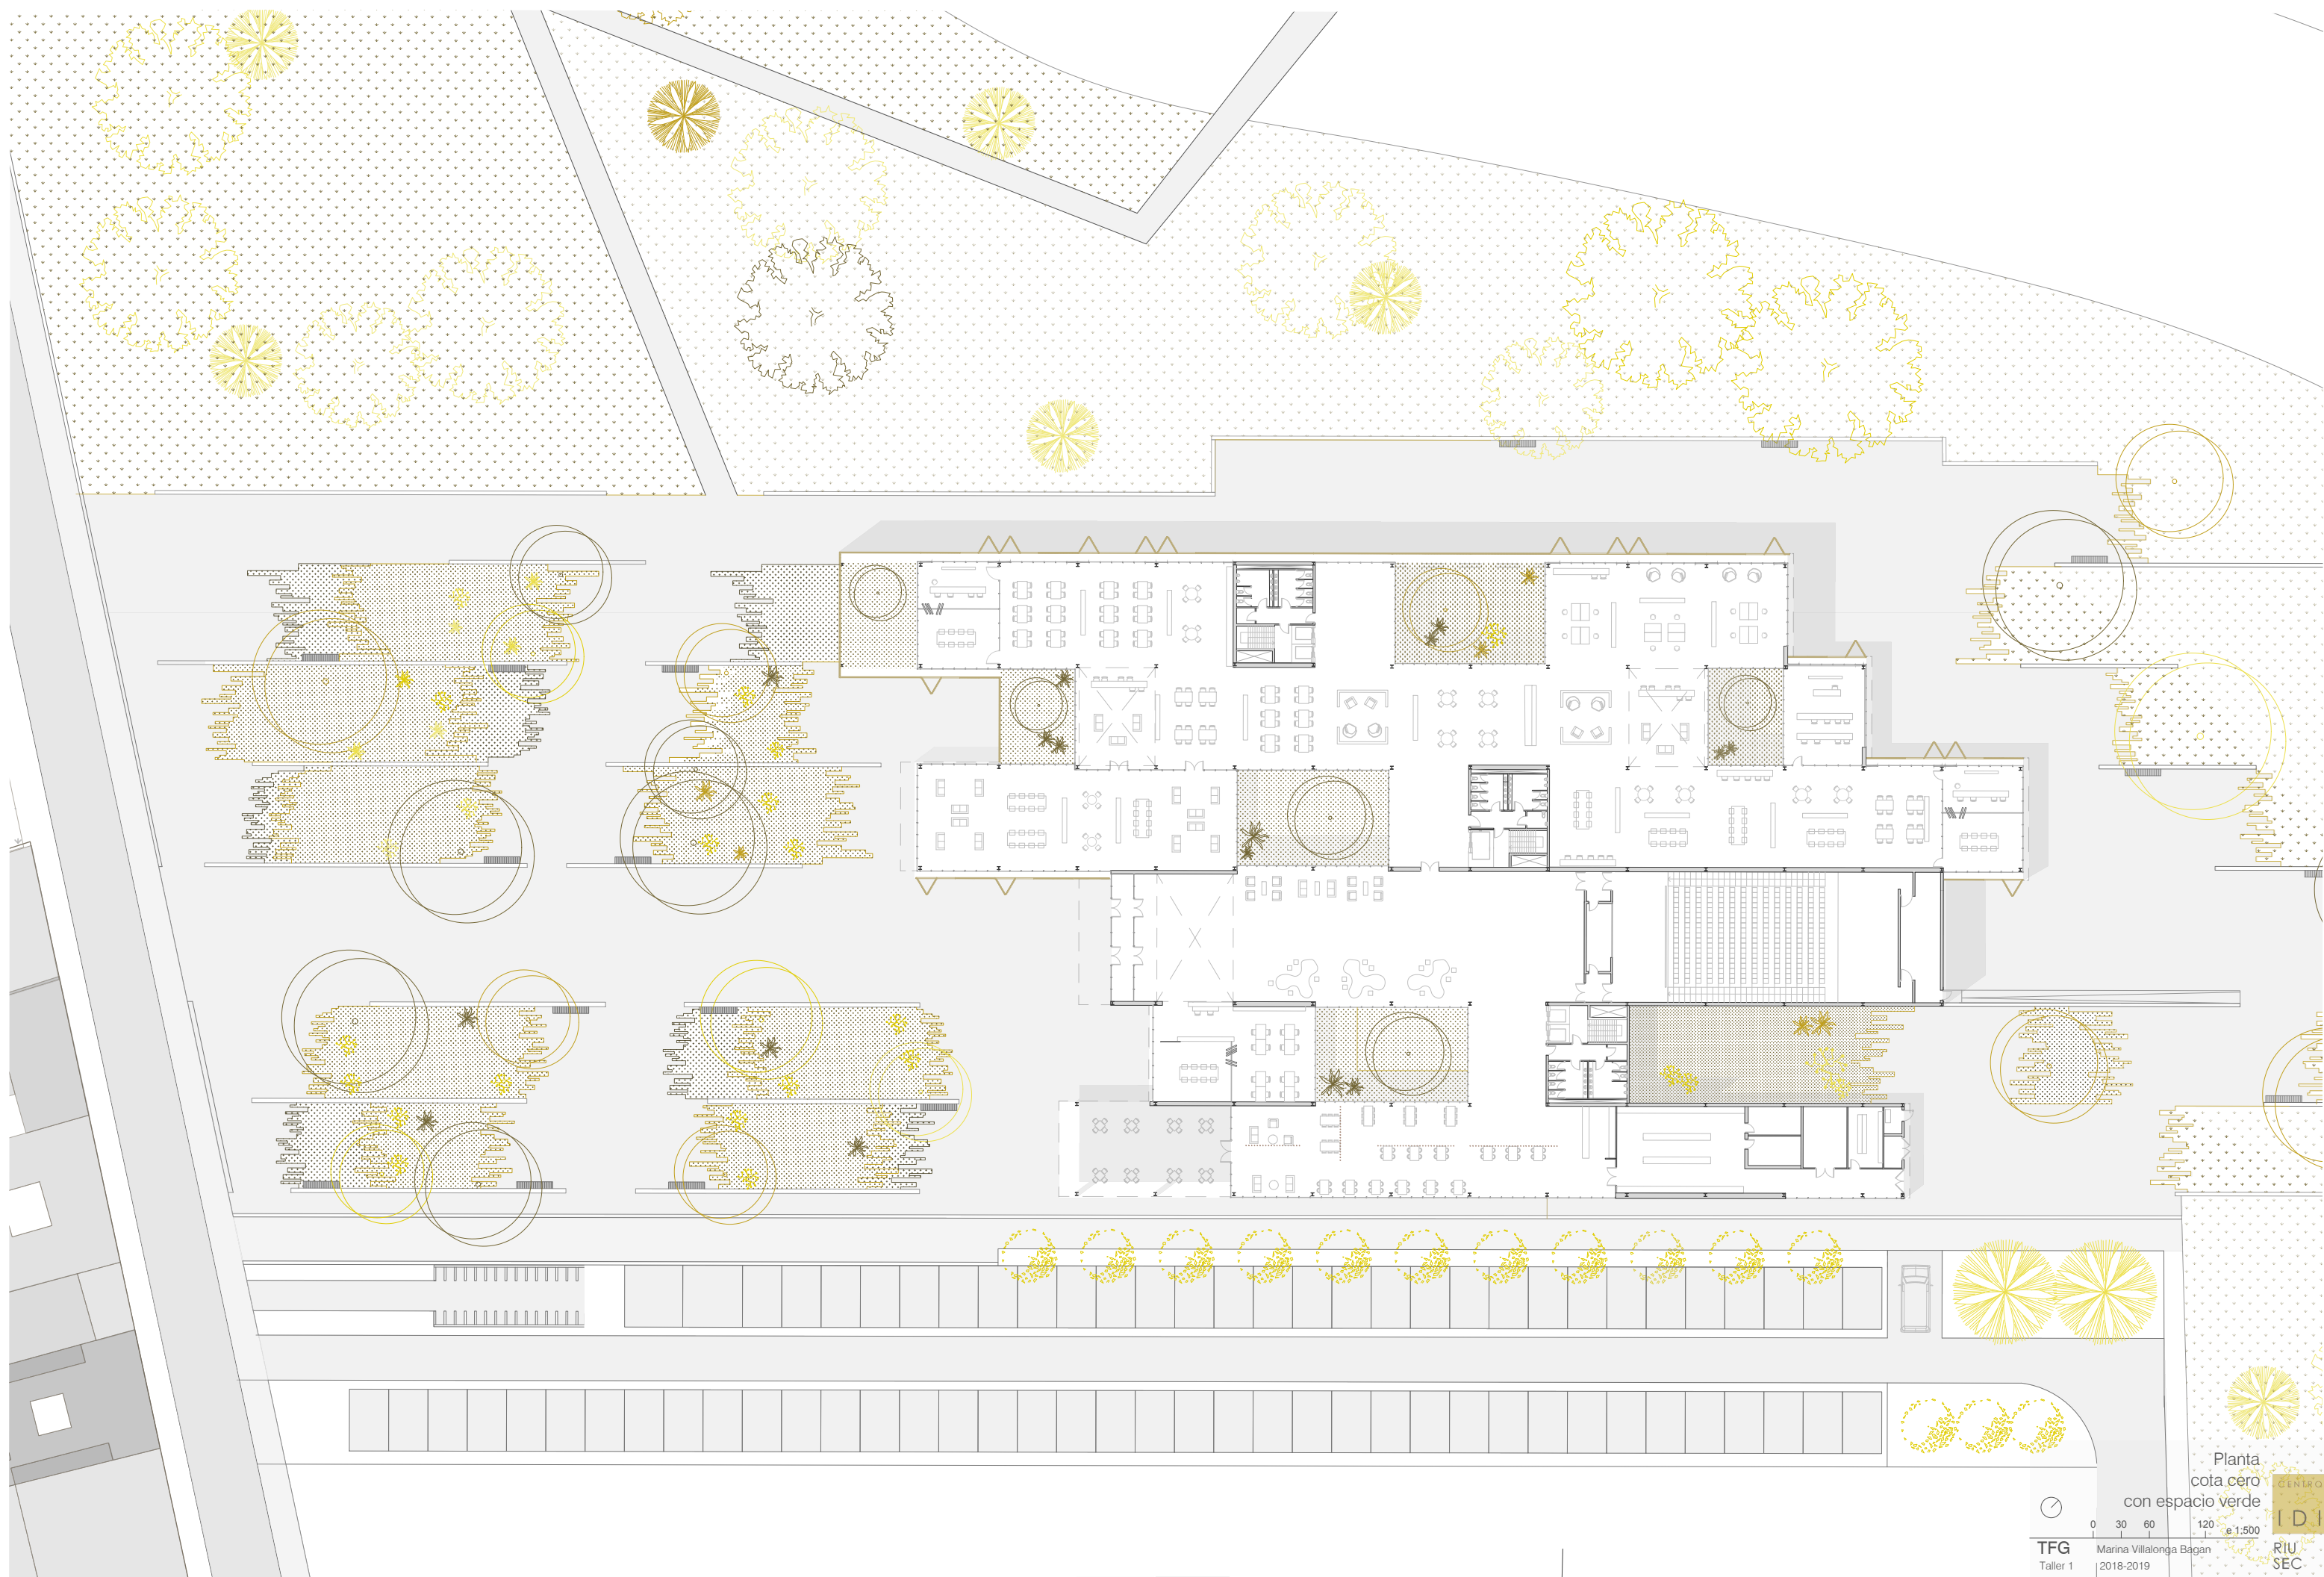 Planta
cota cero
con espacio verde
0 30 60 120 e 1:500
TFG Marina Villalonga Bagan
Taller 1 2018-2019
CENTRO
IDI
RIU
SEC